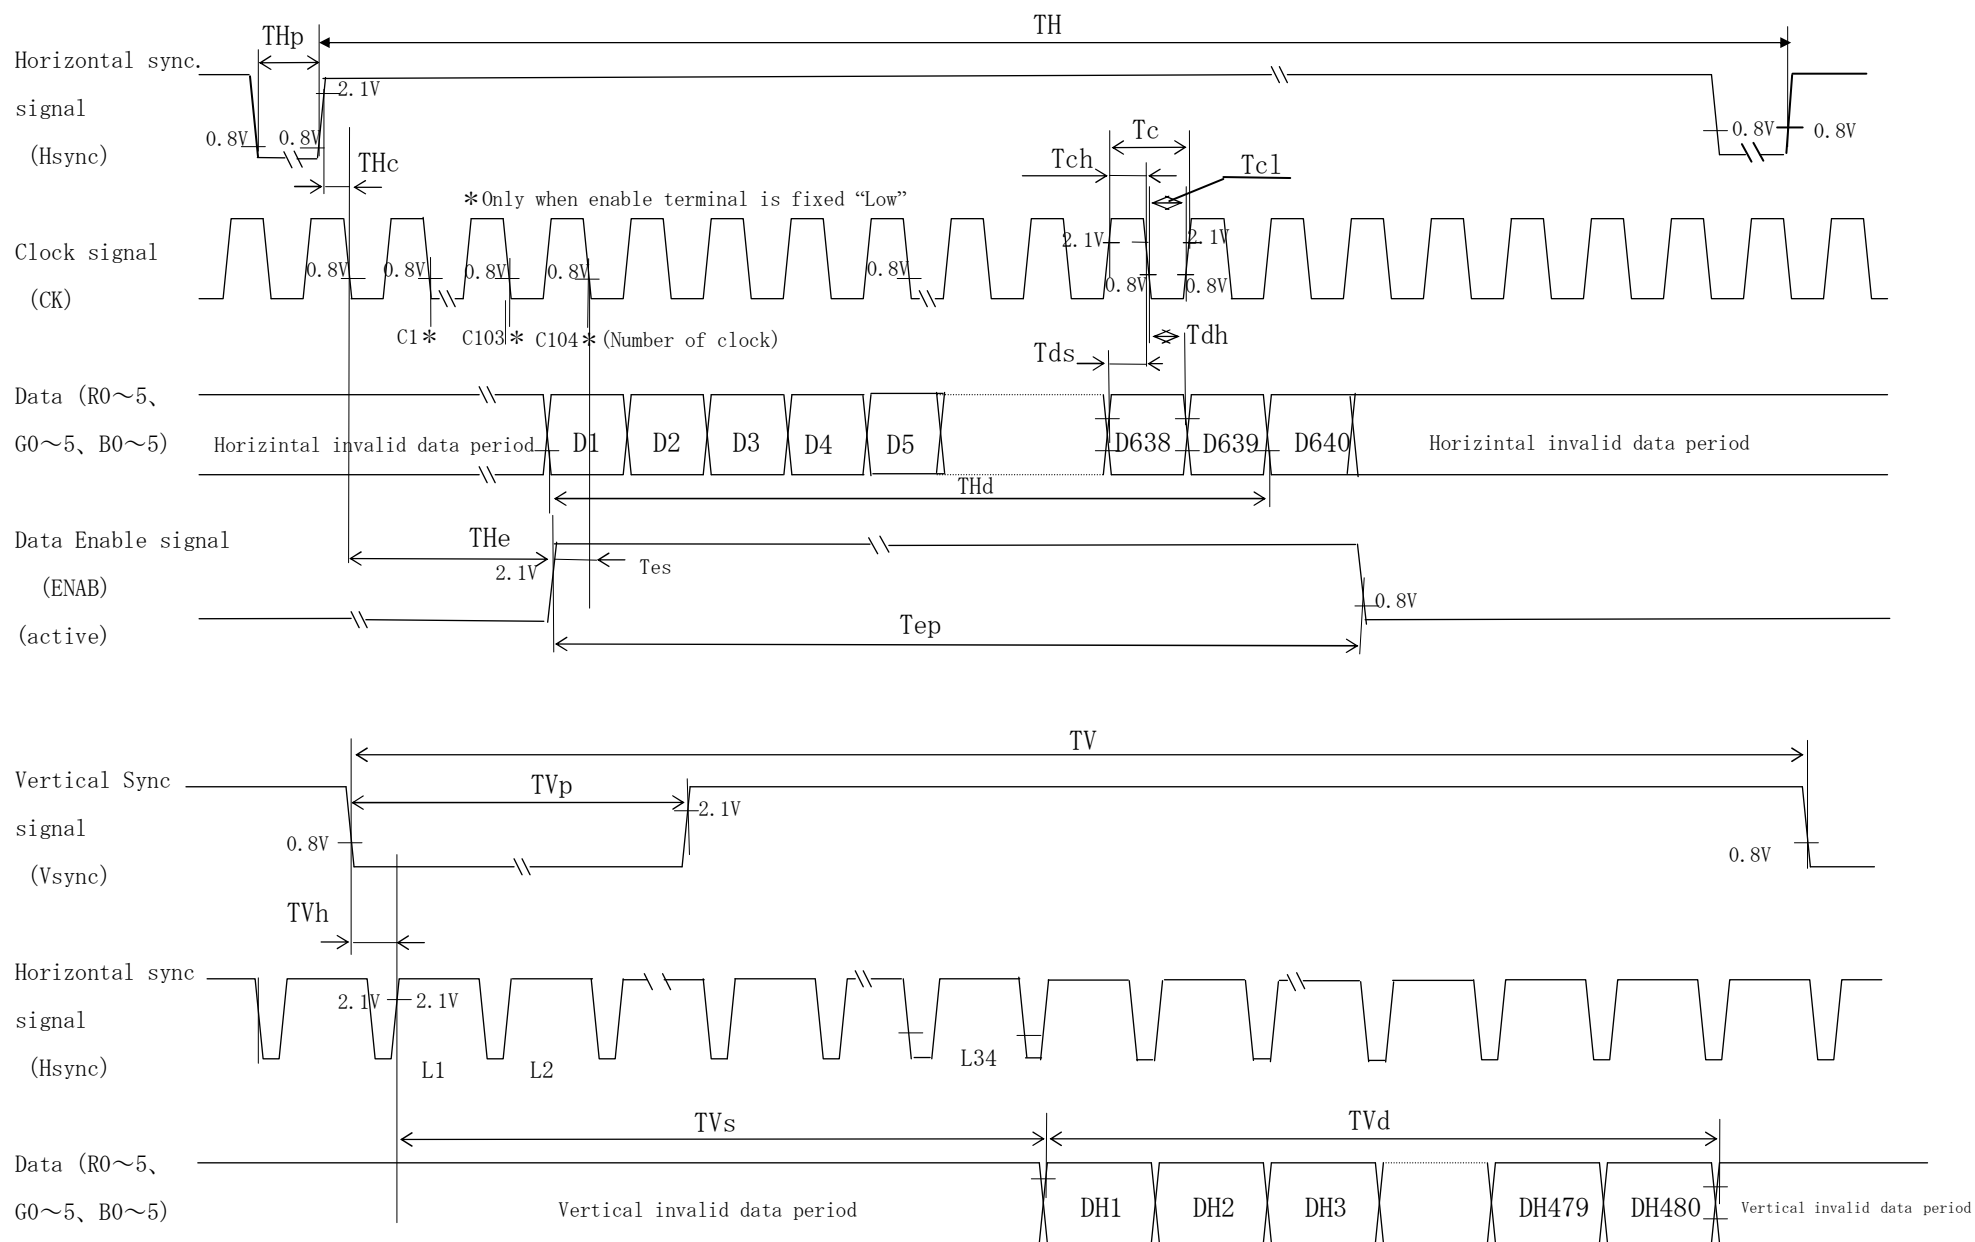 TH
THp
Horizontal sync.
2.1V
signal
0.8V 0.8V 0.8V 0.8V
Tc
(Hsync)
THc Tch Tcl
＊Only when enable terminal is fixed “Low”
2.1V 2.1V
Clock signal
0.8V 0.8V 0.8V 0.8V 0.8V
0.8V 0.8V
(CK)
C1＊ C103＊ C104＊(Number of clock)
Tdh
Tds
Data (R0～5、
G0～5、B0～5)
Horizintal invalid data period D1 D2 D3 D4 D5 D638 D639 D640 Horizintal invalid data period
THd
Data Enable signal
THe
2.1V Tes
(ENAB)
0.8V
(active)
Tep
TV
Vertical Sync
TVp
2.1V
signal
0.8V 0.8V
(Vsync)
TVh
Horizontal sync
2.1V 2.1V
signal
(Hsync)
L1 L2 L34
TVs TVd
Data (R0～5、
G0～5、B0～5)
Vertical invalid data period DH1 DH2 DH3 DH479 DH480 Vertical invalid data period